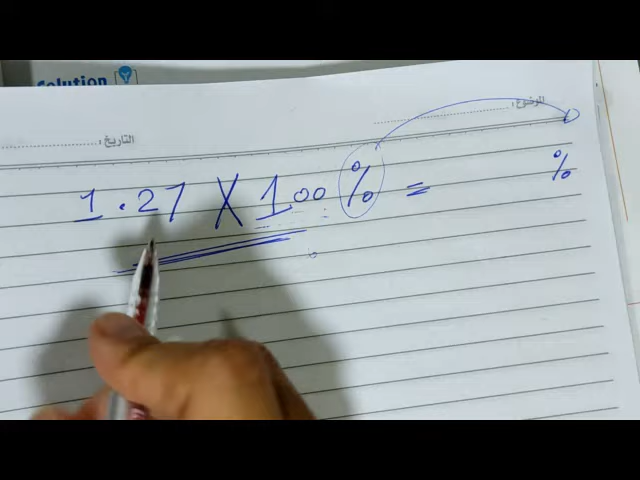 Solution
الموضوع:
التاريخ:
1.27 X 100 % = %